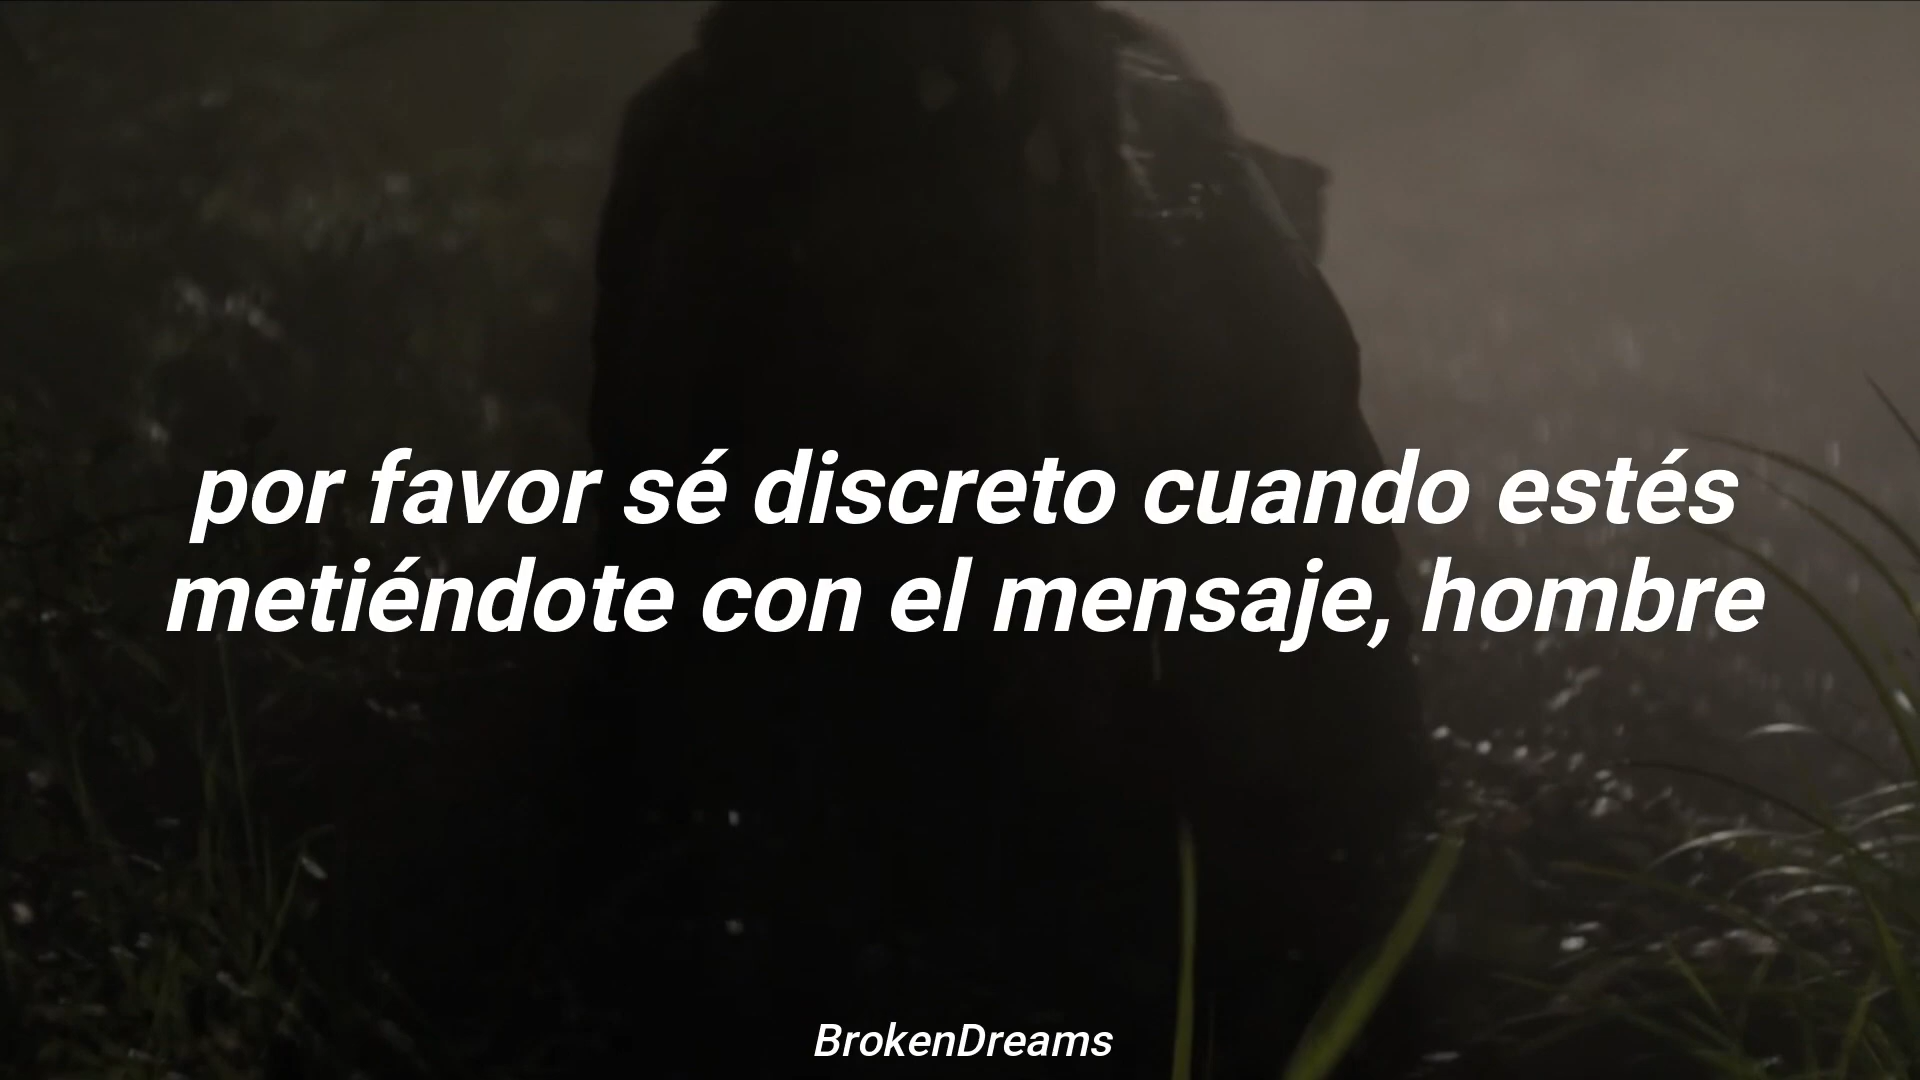 por favor sé discreto cuando estés
metiéndote con el mensaje, hombre
BrokenDreams